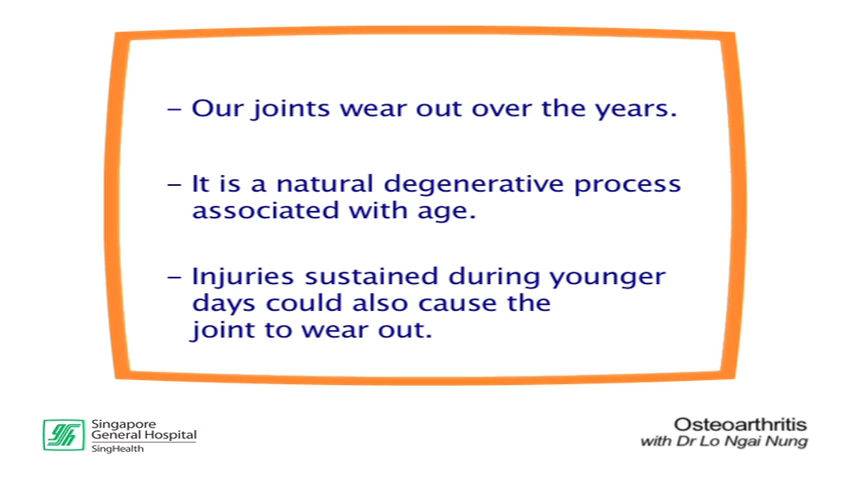 – Our joints wear out over the years.
– It is a natural degenerative process
associated with age.
– Injuries sustained during younger
days could also cause the
joint to wear out.
Singapore
General Hospital
SingHealth
Osteoarthritis
with Dr Lo Ngai Nung